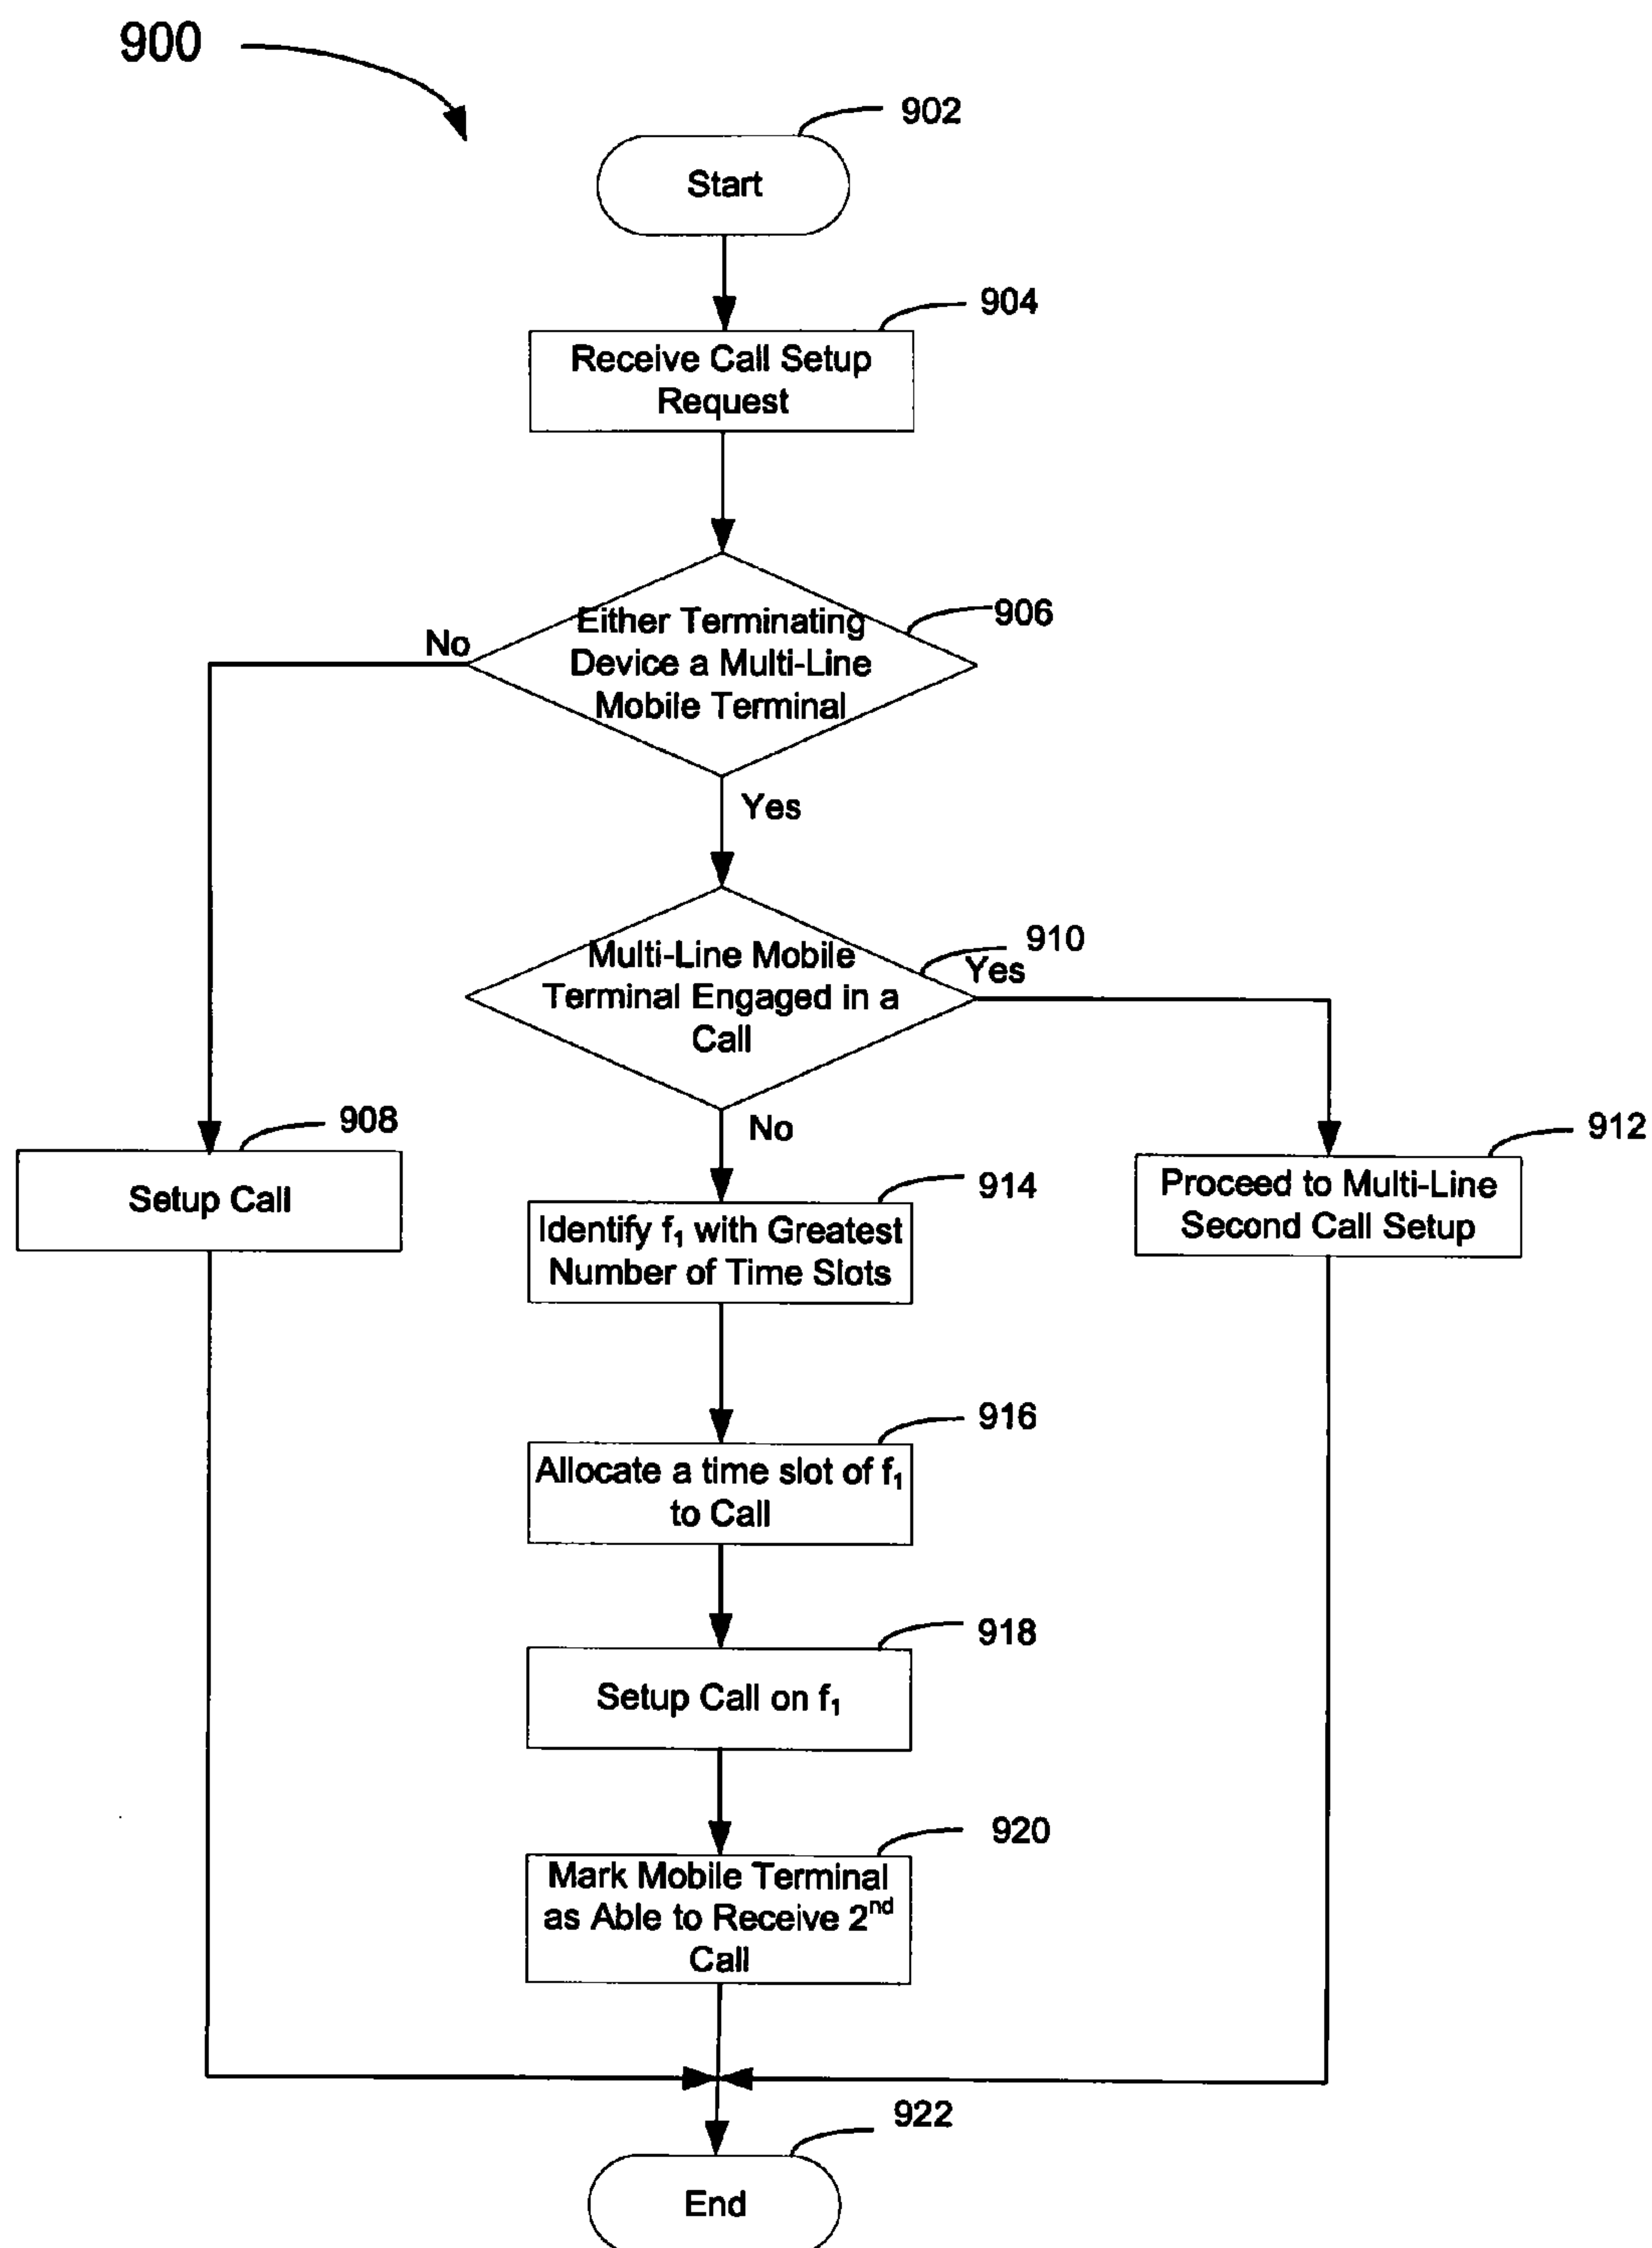 900
902
Start
904
Receive Call Setup
Request
906
Either Terminating
Device a Multi-Line
Mobile Terminal
No
Yes
910
Multi-Line Mobile
Terminal Engaged in a
Call
Yes
No
908
Setup Call
912
Proceed to Multi-Line
Second Call Setup
914
Identify f₁ with Greatest
Number of Time Slots
916
Allocate a time slot of f₁
to Call
918
Setup Call on f₁
920
Mark Mobile Terminal
as Able to Receive 2ⁿᵈ
Call
922
End